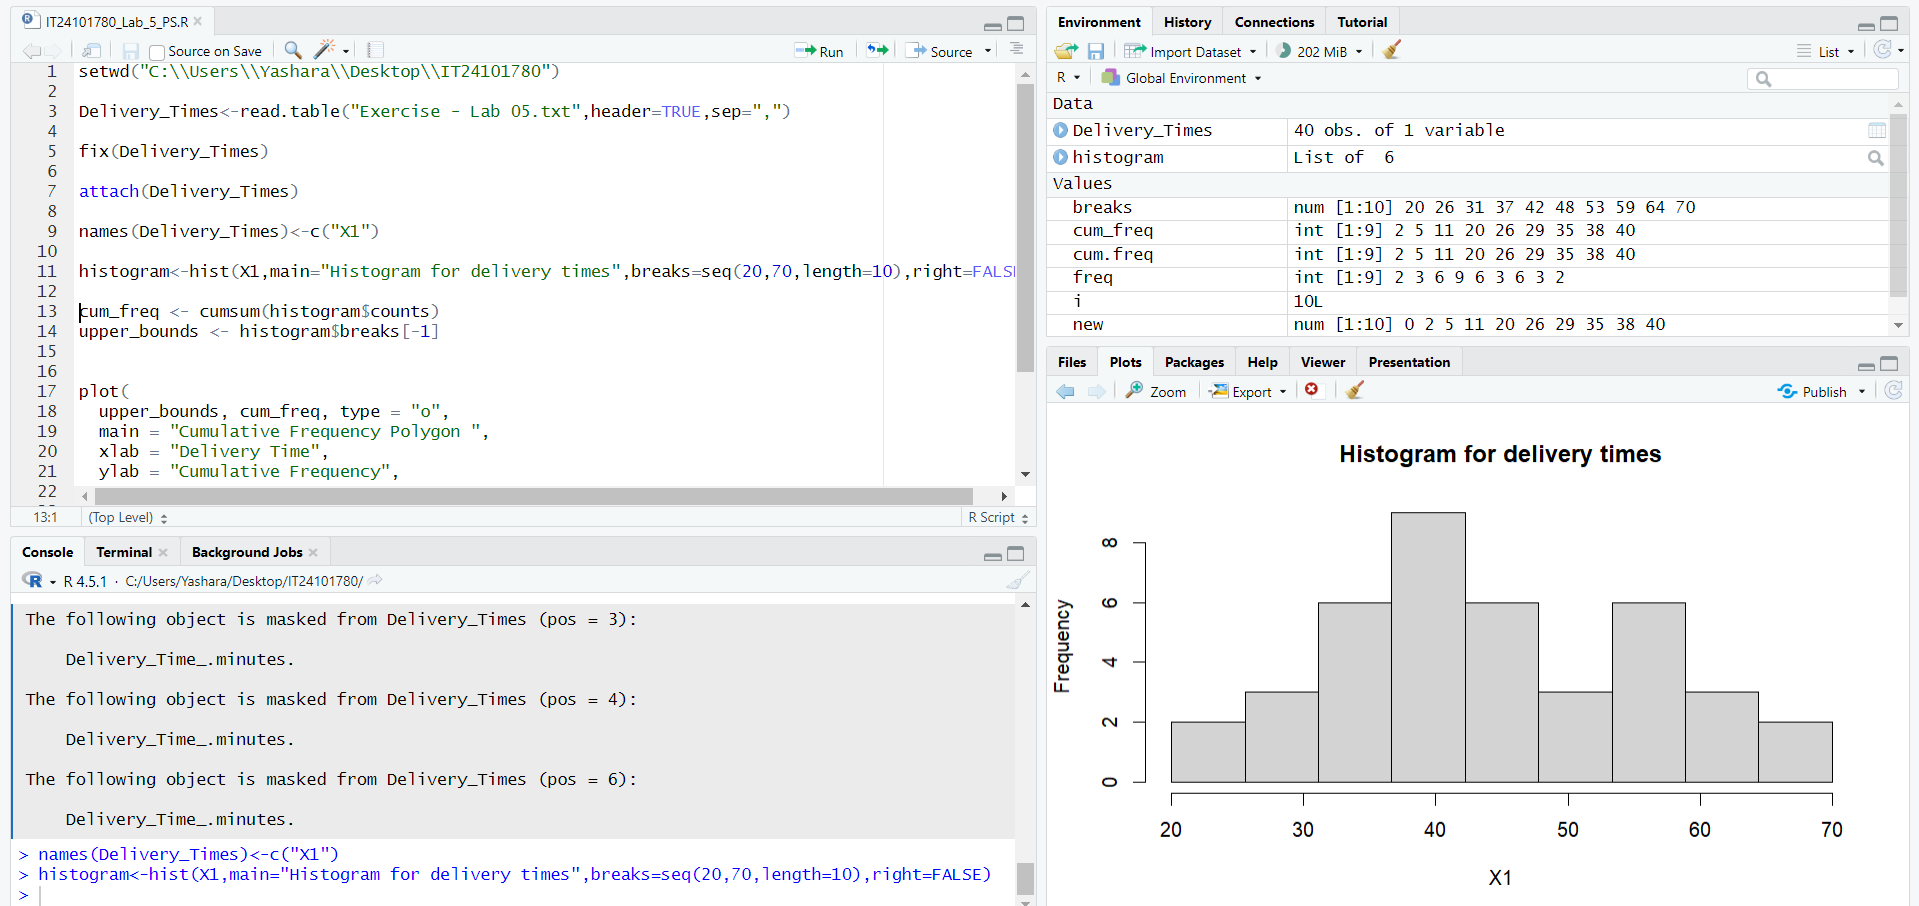 IT24101780_Lab_5_PS.R
Source on Save
Run
Source
1 setwd("C:\\Users\\Yashara\\Desktop\\IT24101780")
2
3 Delivery_Times<-read.table("Exercise - Lab 05.txt",header=TRUE,sep=",")
4
5 fix(Delivery_Times)
6
7 attach(Delivery_Times)
8
9 names(Delivery_Times)<-c("X1")
10
11 histogram<-hist(X1,main="Histogram for delivery times",breaks=seq(20,70,length=10),right=FALS
12
13 cum_freq <- cumsum(histogram$counts)
14 upper_bounds <- histogram$breaks[-1]
15
16
17 plot(
18 upper_bounds, cum_freq, type = "o",
19 main = "Cumulative Frequency Polygon ",
20 xlab = "Delivery Time",
21 ylab = "Cumulative Frequency",
22
13:1 (Top Level) R Script
Console Terminal Background Jobs
R R 4.5.1 · C:/Users/Yashara/Desktop/IT24101780/
The following object is masked from Delivery_Times (pos = 3):
Delivery_Time_.minutes.
The following object is masked from Delivery_Times (pos = 4):
Delivery_Time_.minutes.
The following object is masked from Delivery_Times (pos = 6):
Delivery_Time_.minutes.
> names(Delivery_Times)<-c("X1")
> histogram<-hist(X1,main="Histogram for delivery times",breaks=seq(20,70,length=10),right=FALSE)
>
Environment History Connections Tutorial
Import Dataset 202 MiB List
R Global Environment
Data
Delivery_Times 40 obs. of 1 variable
histogram List of 6
Values
breaks num [1:10] 20 26 31 37 42 48 53 59 64 70
cum_freq int [1:9] 2 5 11 20 26 29 35 38 40
cum.freq int [1:9] 2 5 11 20 26 29 35 38 40
freq int [1:9] 2 3 6 9 6 3 6 3 2
i 10L
new num [1:10] 0 2 5 11 20 26 29 35 38 40
Files Plots Packages Help Viewer Presentation
Zoom Export Publish
Histogram for delivery times
Frequency
8
6
4
2
0
20 30 40 50 60 70
X1